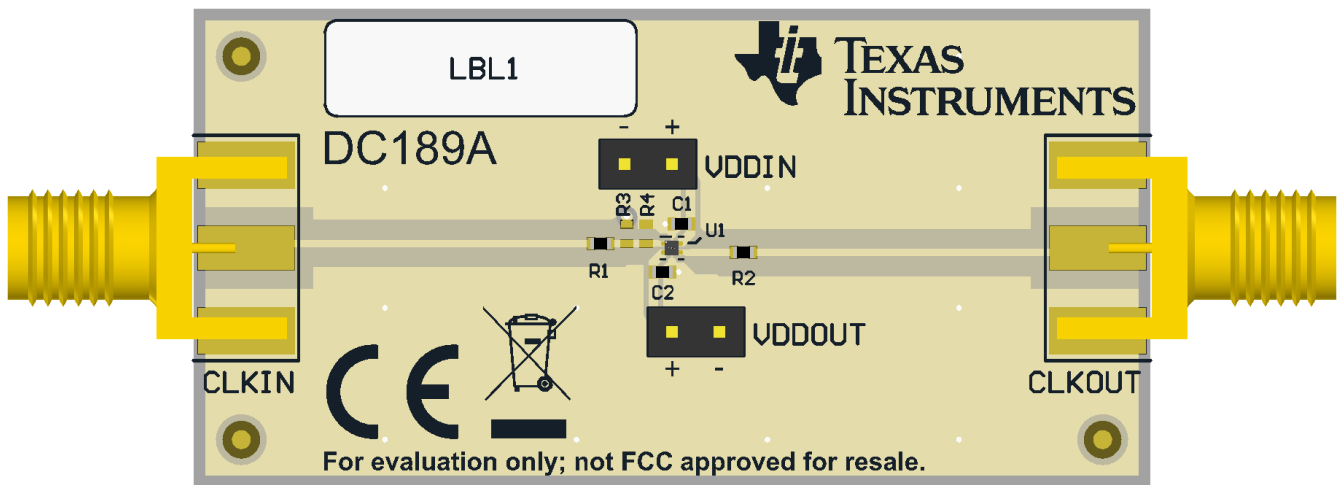 LBL1
TEXAS
INSTRUMENTS
DC189A
- +
VDDIN
R3 R4 C1
U1
R1
R2
C2
VDDOUT
+ -
CLKIN
CLKOUT
CE
For evaluation only; not FCC approved for resale.